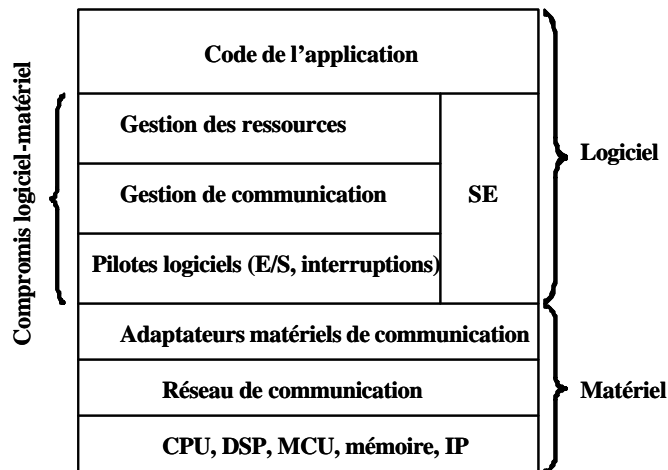 Code de l'application
Compromis logiciel-matériel
Gestion des ressources
Gestion de communication
Pilotes logiciels (E/S, interruptions)
SE
Logiciel
Adaptateurs matériels de communication
Réseau de communication
CPU, DSP, MCU, mémoire, IP
Matériel